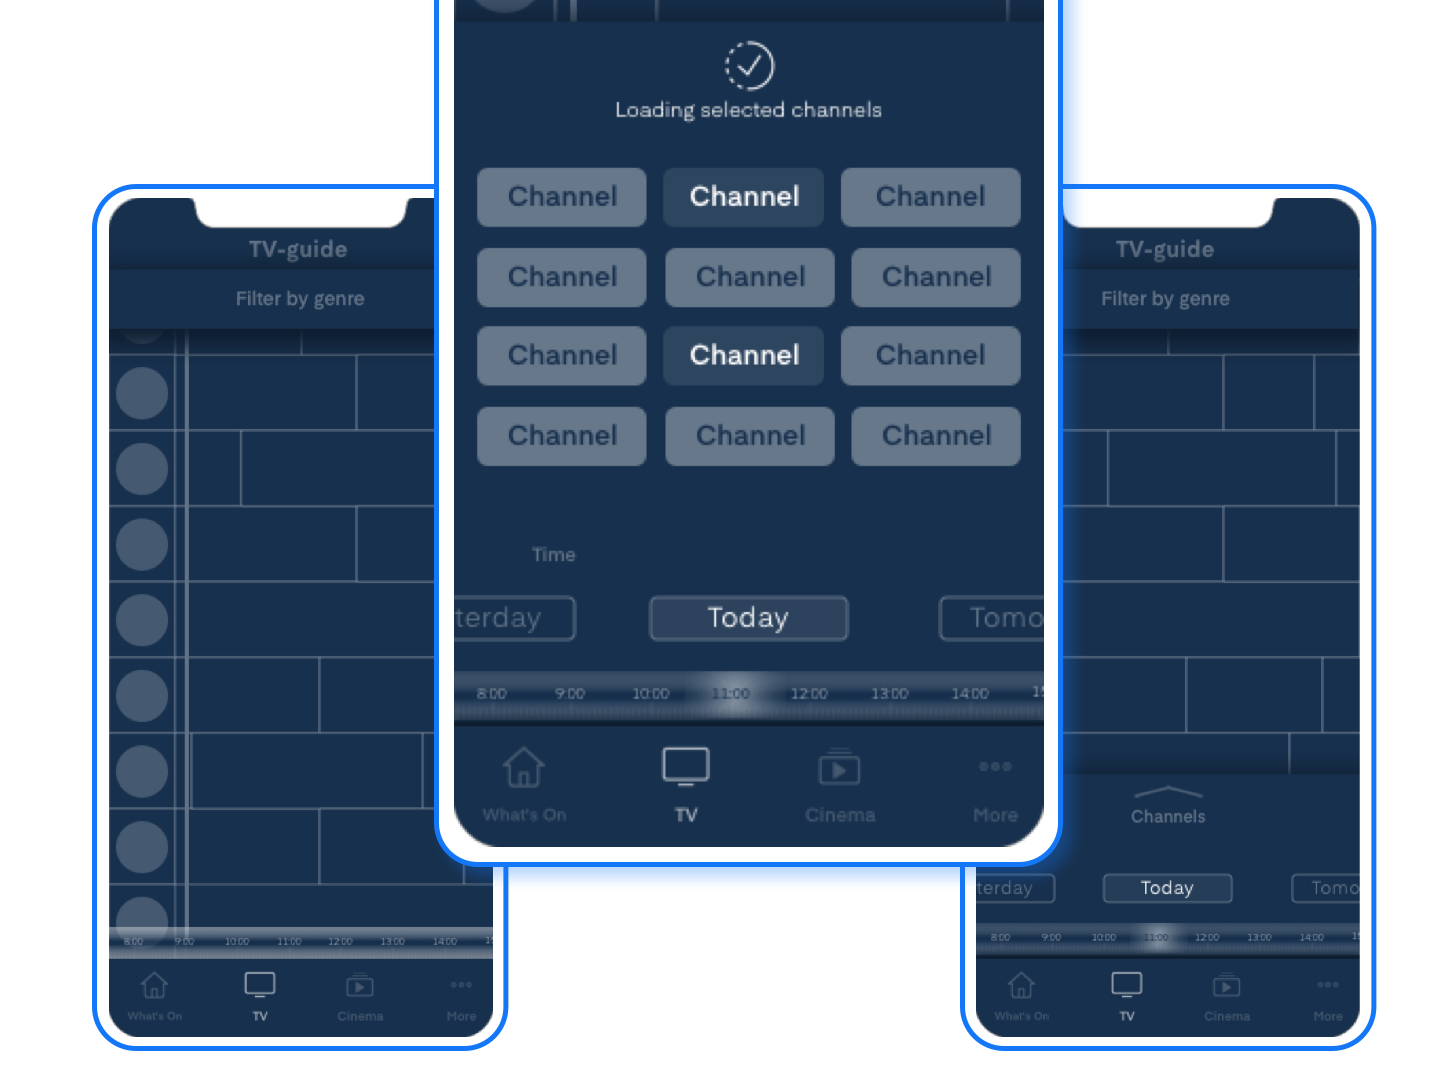 TV-guide
Filter by genre
8:00 9:00 10:00 11:00 12:00 13:00 14:00
What's On TV Cinema More
Loading selected channels
Channel Channel Channel
Channel Channel Channel
Channel Channel Channel
Channel Channel Channel
Time
terday Today Tomo
8:00 9:00 10:00 11:00 12:00 13:00 14:00 15
What's On TV Cinema More
TV-guide
Filter by genre
Channels
terday Today Tomo
8:00 9:00 10:00 11:00 12:00 13:00 14:00 15
What's On TV Cinema More